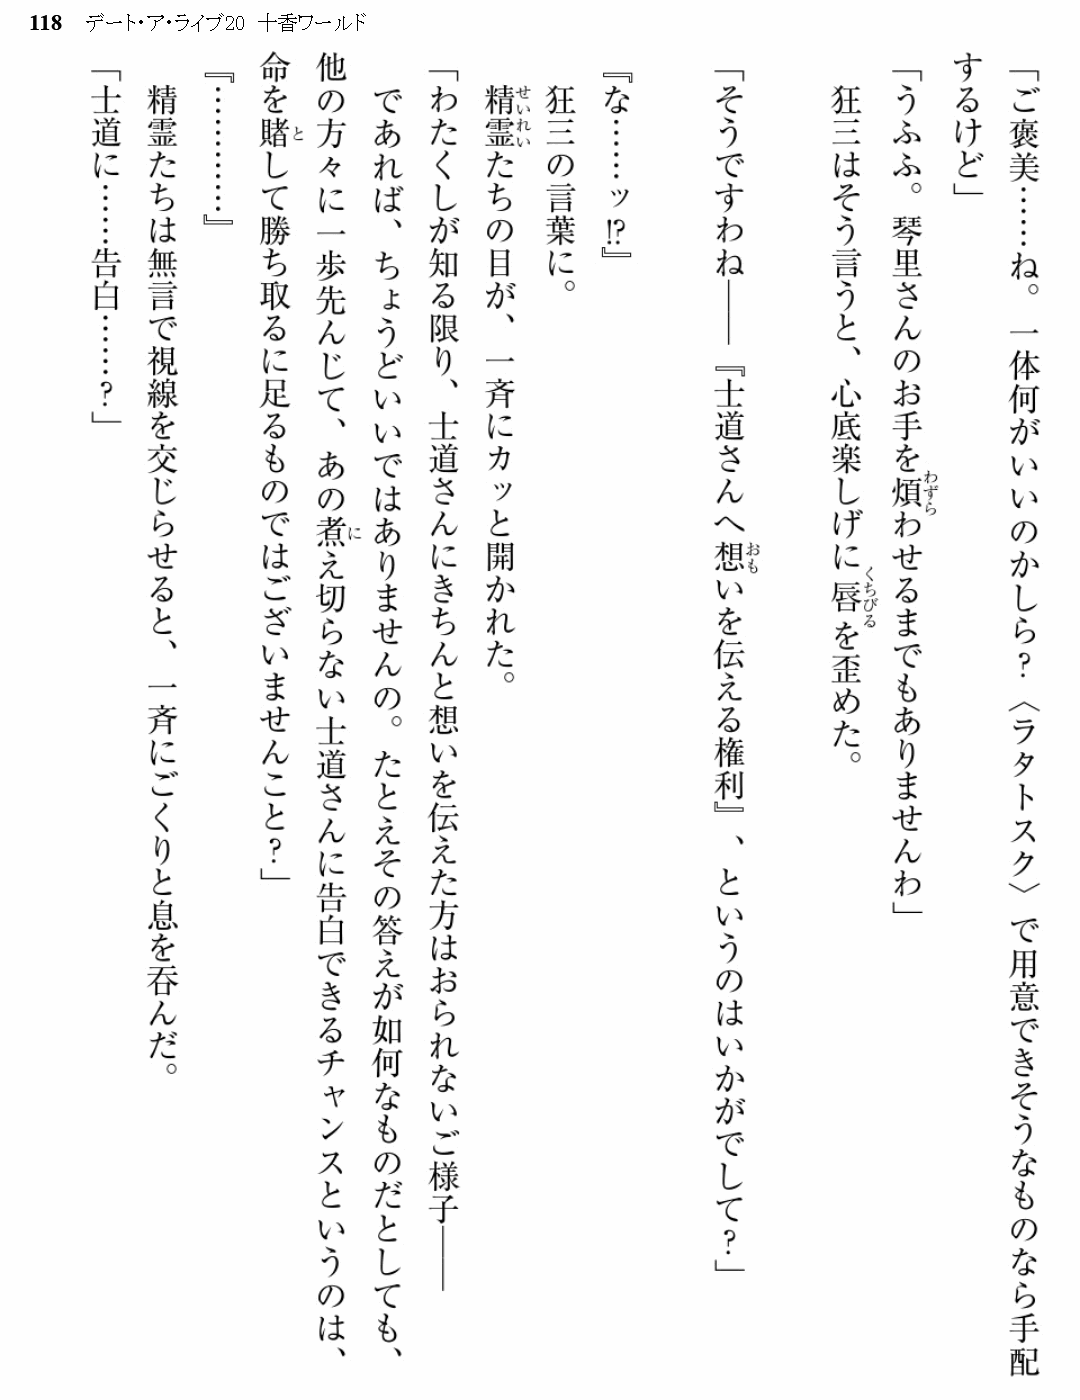 118 デート・ア・ライブ20 十香ワールド
「ご褒美……ね。一体何がいいのかしら？〈ラタトスク〉で用意できそうなものなら手配
するけど」
「うふふ。琴里さんのお手を煩わせるまでもありませんわ」
狂三はそう言うと、心底楽しげに唇を歪めた。
「そうですわね――『士道さんへ想いを伝える権利』、というのはいかがでして？」
『な……ッ!?』
狂三の言葉に。
精霊たちの目が、一斉にカッと開かれた。
「わたくしが知る限り、士道さんにきちんと想いを伝えた方はおられないご様子――
であれば、ちょうどいいではありませんの。たとえその答えが如何なものだとしても、
他の方々に一歩先んじて、あの煮え切らない士道さんに告白できるチャンスというのは、
命を賭して勝ち取るに足るものではございませんこと？」
『…………』
精霊たちは無言で視線を交じらせると、一斉にごくりと息を呑んだ。
「士道に……告白……？」